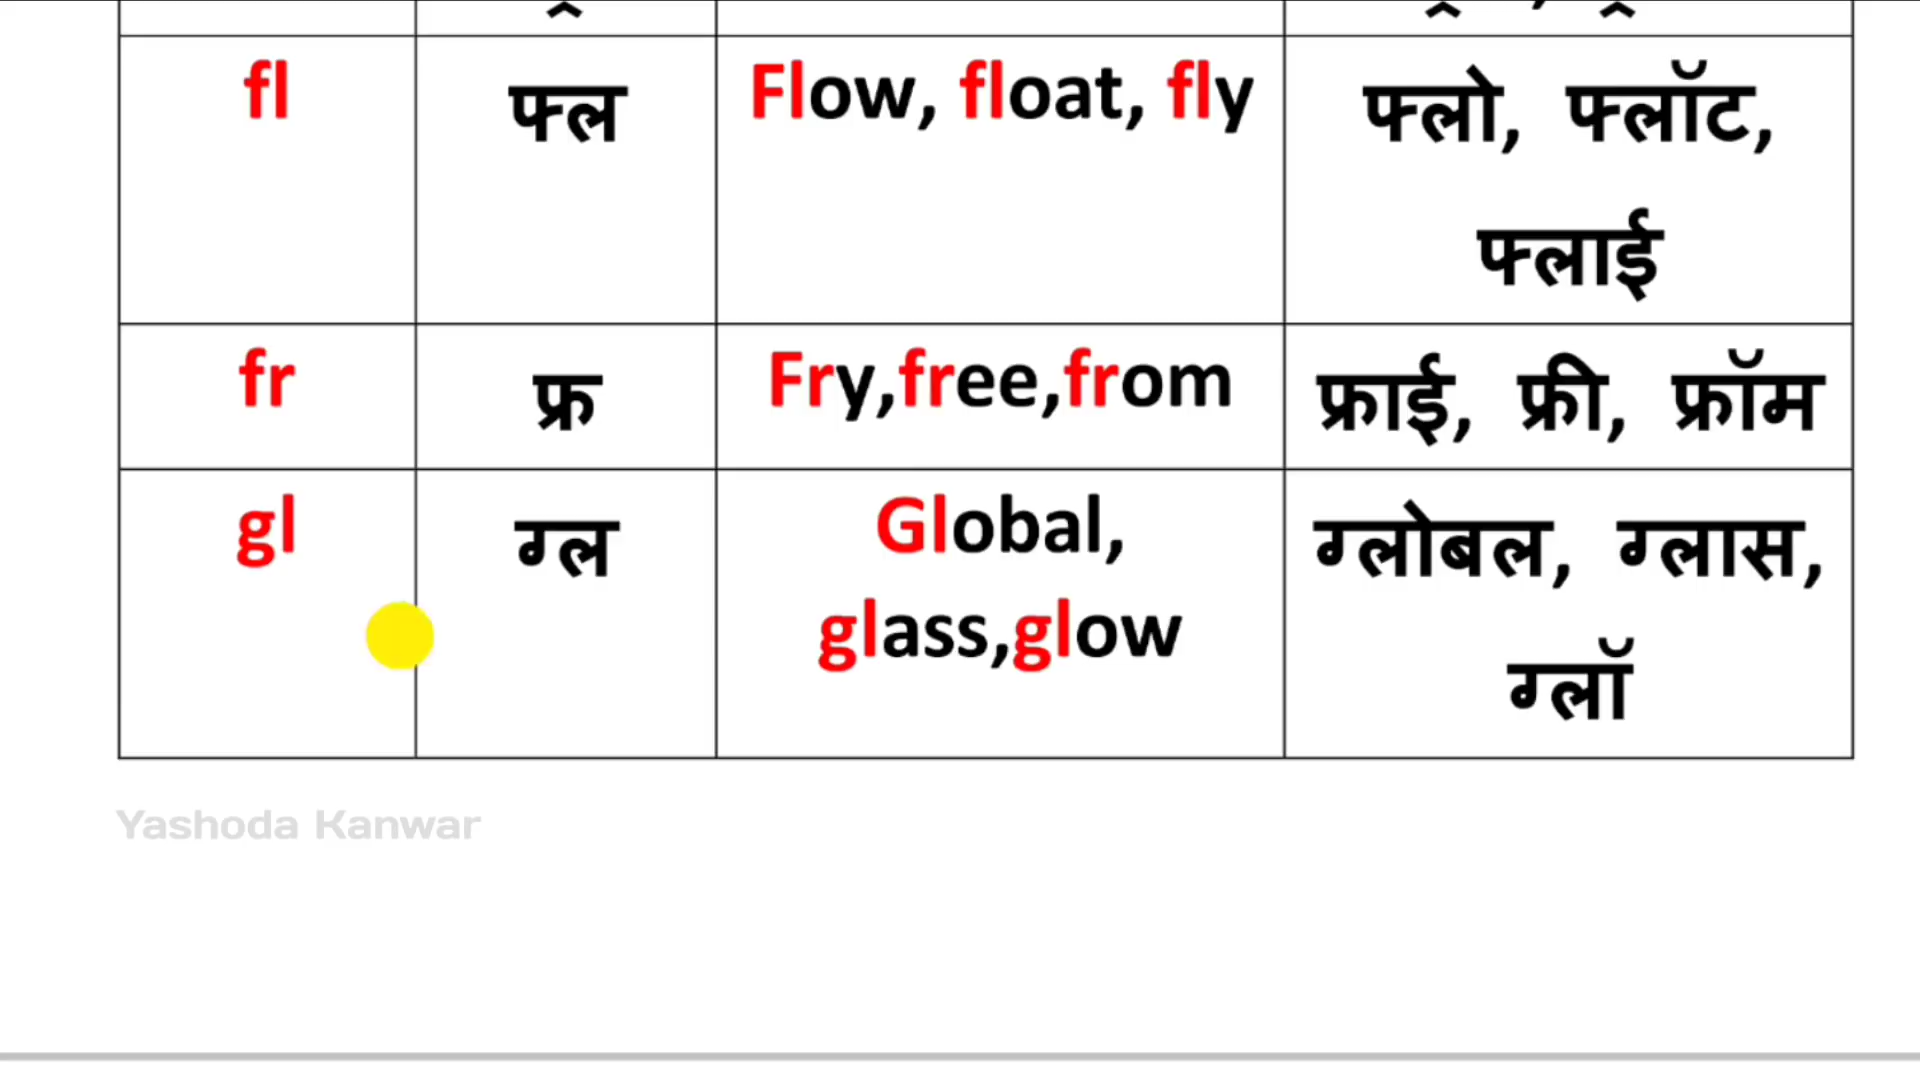 fl फ्ल Flow, float, fly फ्लो, फ्लॉट,
फ्लाई
fr फ्र Fry,free,from फ्राई, फ्री, फ्रॉम
gl ग्ल Global, ग्लोबल, ग्लास,
glass,glow ग्लॉ
Yashoda Kanwar